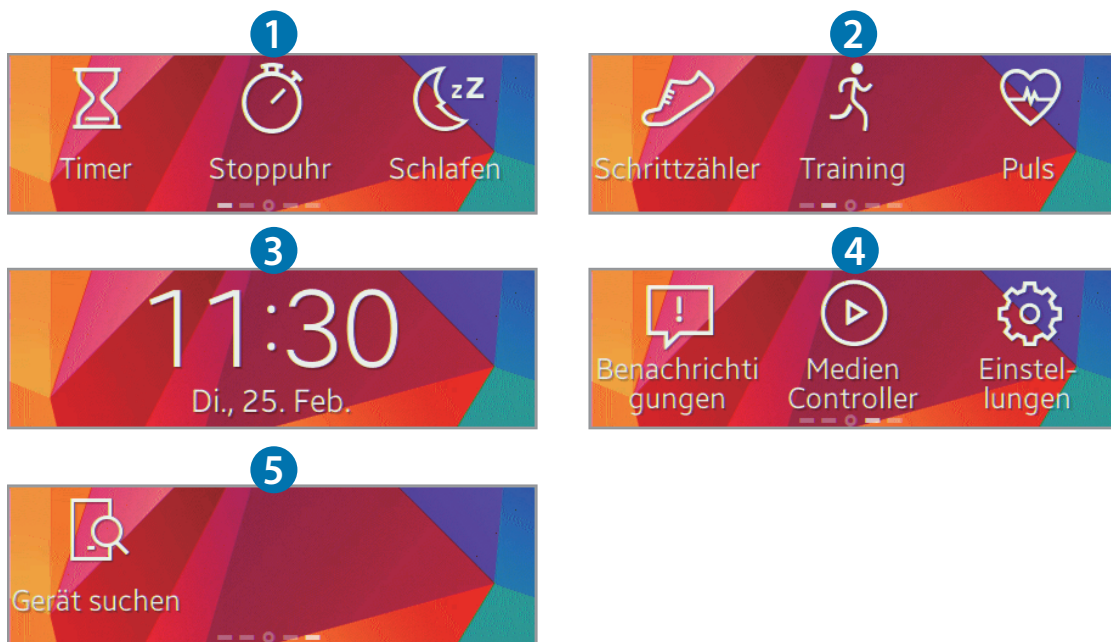 1
Timer Stoppuhr Schlafen
2
Schrittzähler Training Puls
3
11:30
Di., 25. Feb.
4
Benachrichti
gungen
Medien
Controller
Einstel-
lungen
5
Gerät suchen